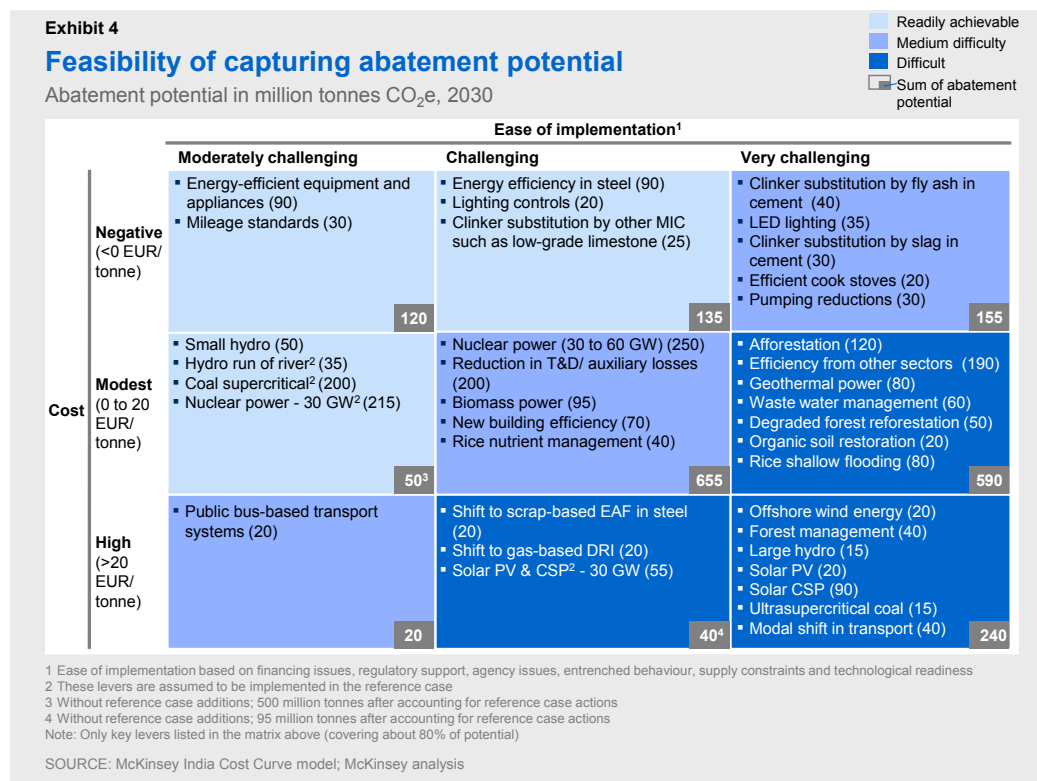 Exhibit 4
Feasibility of capturing abatement potential
Abatement potential in million tonnes CO2e, 2030
Readily achievable
Medium difficulty
Difficult
Sum of abatement
potential
Ease of implementation1
Moderately challenging
Challenging
Very challenging
Cost
Negative
(<0 EUR/
tonne)
▪ Energy-efficient equipment and
appliances (90)
▪ Mileage standards (30)
120
▪ Energy efficiency in steel (90)
▪ Lighting controls (20)
▪ Clinker substitution by other MIC
such as low-grade limestone (25)
135
▪ Clinker substitution by fly ash in
cement (40)
▪ LED lighting (35)
▪ Clinker substitution by slag in
cement (30)
▪ Efficient cook stoves (20)
▪ Pumping reductions (30)
155
Modest
(0 to 20
EUR/
tonne)
▪ Small hydro (50)
▪ Hydro run of river2 (35)
▪ Coal supercritical2 (200)
▪ Nuclear power - 30 GW2 (215)
503
▪ Nuclear power (30 to 60 GW) (250)
▪ Reduction in T&D/ auxiliary losses
(200)
▪ Biomass power (95)
▪ New building efficiency (70)
▪ Rice nutrient management (40)
655
▪ Afforestation (120)
▪ Efficiency from other sectors (190)
▪ Geothermal power (80)
▪ Waste water management (60)
▪ Degraded forest reforestation (50)
▪ Organic soil restoration (20)
▪ Rice shallow flooding (80)
590
High
(>20
EUR/
tonne)
▪ Public bus-based transport
systems (20)
20
▪ Shift to scrap-based EAF in steel
(20)
▪ Shift to gas-based DRI (20)
▪ Solar PV & CSP2 - 30 GW (55)
404
▪ Offshore wind energy (20)
▪ Forest management (40)
▪ Large hydro (15)
▪ Solar PV (20)
▪ Solar CSP (90)
▪ Ultrasupercritical coal (15)
▪ Modal shift in transport (40)
240
1 Ease of implementation based on financing issues, regulatory support, agency issues, entrenched behaviour, supply constraints and technological readiness
2 These levers are assumed to be implemented in the reference case
3 Without reference case additions; 500 million tonnes after accounting for reference case actions
4 Without reference case additions; 95 million tonnes after accounting for reference case actions
Note: Only key levers listed in the matrix above (covering about 80% of potential)
SOURCE: McKinsey India Cost Curve model; McKinsey analysis